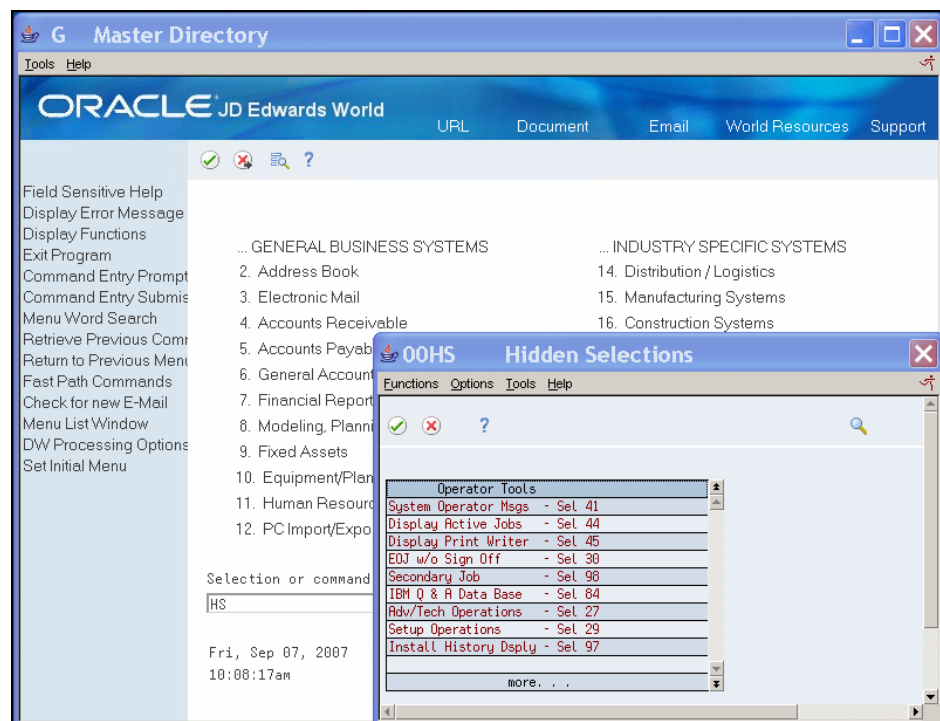 G Master Directory
Tools Help
ORACLE JD Edwards World
URL Document Email World Resources Support
Field Sensitive Help
Display Error Message
Display Functions
Exit Program
Command Entry Prompt
Command Entry Submis
Menu Word Search
Retrieve Previous Com
Return to Previous Menu
Fast Path Commands
Check for new E-Mail
Menu List Window
DW Processing Options
Set Initial Menu
... GENERAL BUSINESS SYSTEMS
2. Address Book
3. Electronic Mail
4. Accounts Receivable
5. Accounts Payab
6. General Account
7. Financial Report
8. Modeling, Planni
9. Fixed Assets
10. Equipment/Plan
11. Human Resourc
12. PC Import/Expo
... INDUSTRY SPECIFIC SYSTEMS
14. Distribution / Logistics
15. Manufacturing Systems
16. Construction Systems
Selection or command
HS
Fri, Sep 07, 2007
10:08:17am
00HS Hidden Selections
Functions Options Tools Help
Operator Tools
System Operator Msgs - Sel 41
Display Active Jobs - Sel 44
Display Print Writer - Sel 45
EOJ w/o Sign Off - Sel 30
Secondary Job - Sel 98
IBM Q & A Data Base - Sel 84
Adv/Tech Operations - Sel 27
Setup Operations - Sel 29
Install History Dsply - Sel 97
more. . .